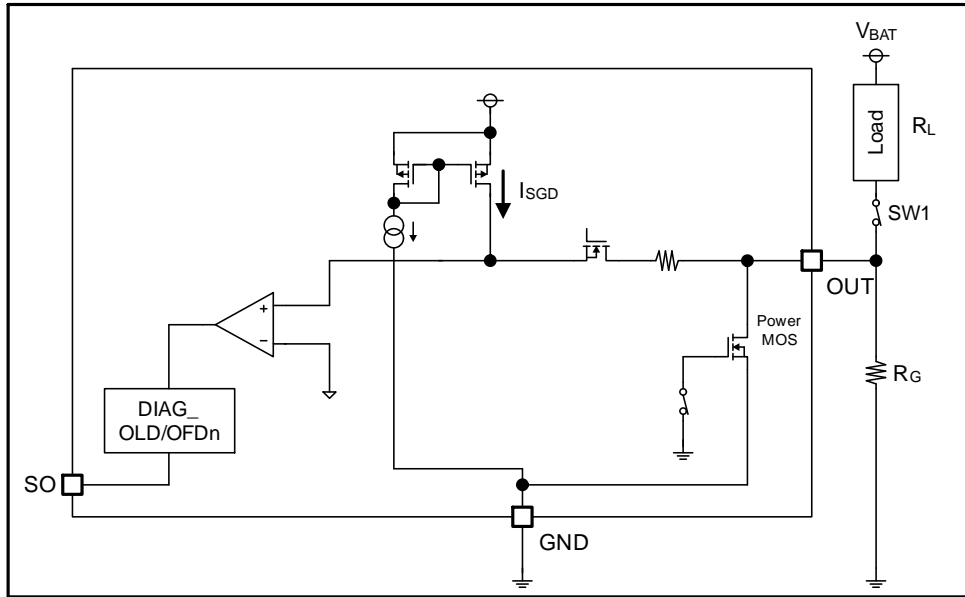 VBAT
Load
RL
ISGD
SW1
OUT
+
−
Power
MOS
RG
DIAG_
OLD/OFDn
SO
GND